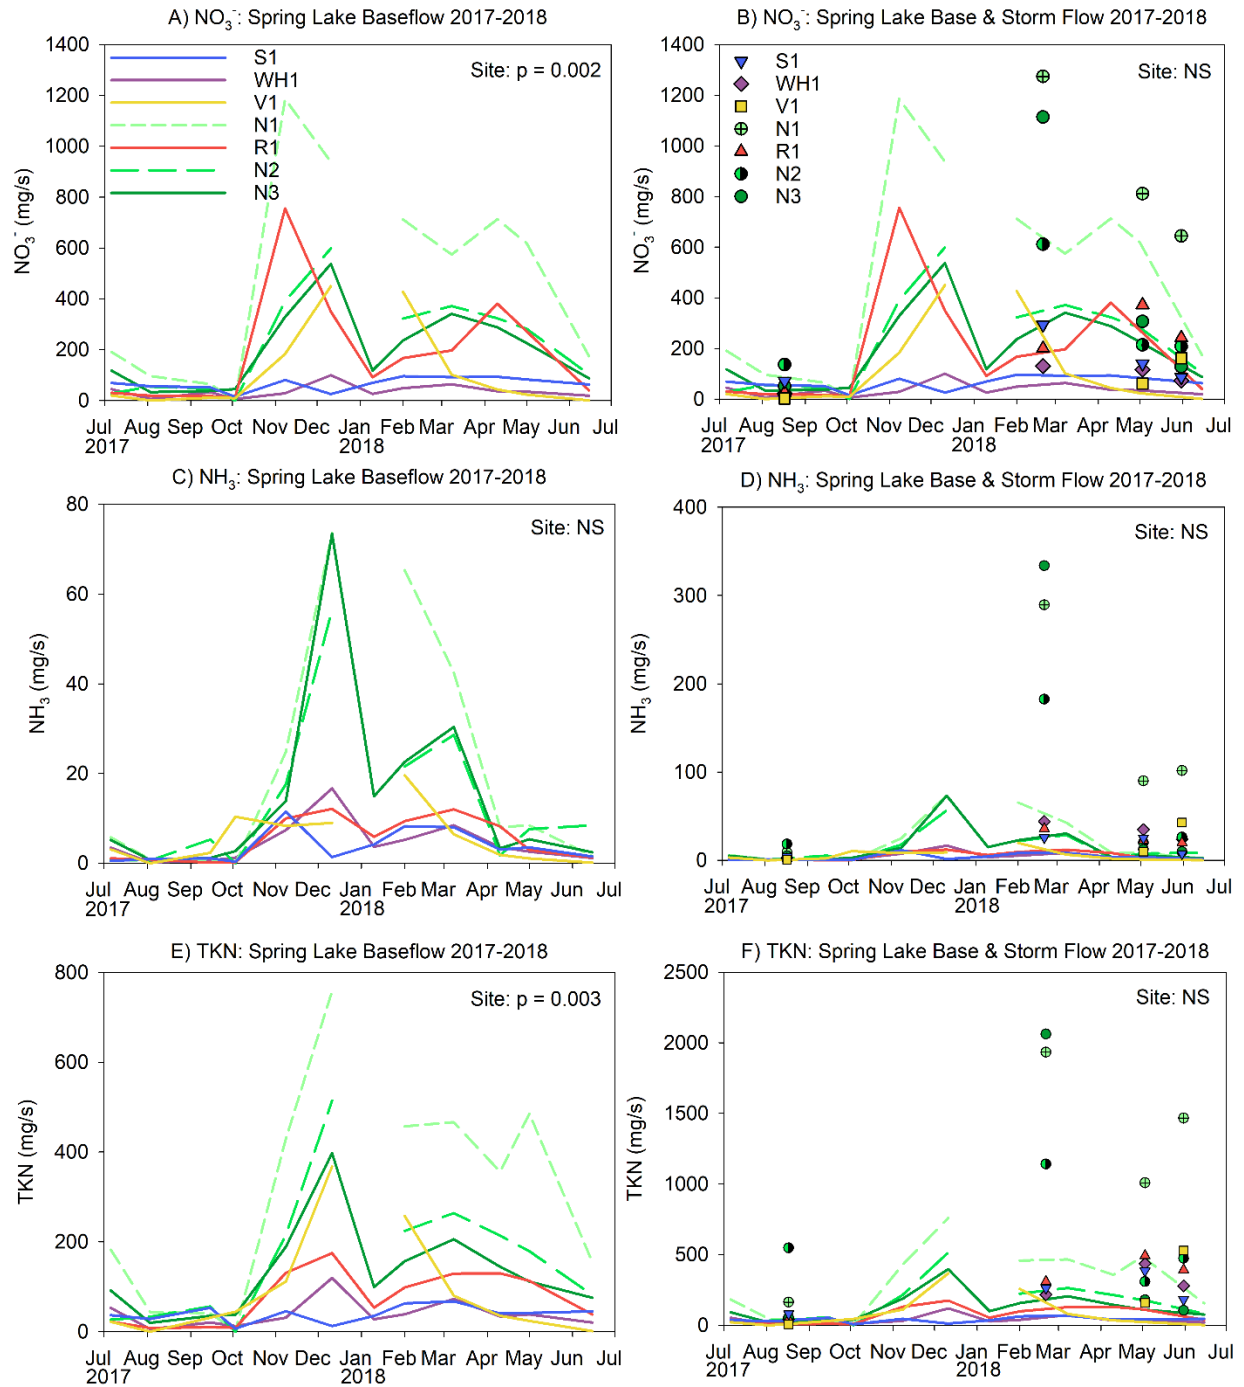 A) NO₃⁻: Spring Lake Baseflow 2017-2018
1400
1200
1000
800
600
400
200
0
NO₃⁻ (mg/s)
S1
WH1
V1
N1
R1
N2
N3
Site: p = 0.002
Jul Aug Sep Oct Nov Dec Jan Feb Mar Apr May Jun Jul
2017 2018
B) NO₃⁻: Spring Lake Base & Storm Flow 2017-2018
1400
1200
1000
800
600
400
200
0
NO₃⁻ (mg/s)
S1
WH1
V1
N1
R1
N2
N3
Site: NS
Jul Aug Sep Oct Nov Dec Jan Feb Mar Apr May Jun Jul
2017 2018
C) NH₃: Spring Lake Baseflow 2017-2018
80
60
40
20
0
NH₃ (mg/s)
Site: NS
Jul Aug Sep Oct Nov Dec Jan Feb Mar Apr May Jun Jul
2017 2018
D) NH₃: Spring Lake Base & Storm Flow 2017-2018
400
300
200
100
0
NH₃ (mg/s)
Site: NS
Jul Aug Sep Oct Nov Dec Jan Feb Mar Apr May Jun Jul
2017 2018
E) TKN: Spring Lake Baseflow 2017-2018
800
600
400
200
0
TKN (mg/s)
Site: p = 0.003
Jul Aug Sep Oct Nov Dec Jan Feb Mar Apr May Jun Jul
2017 2018
F) TKN: Spring Lake Base & Storm Flow 2017-2018
2500
2000
1500
1000
500
0
TKN (mg/s)
Site: NS
Jul Aug Sep Oct Nov Dec Jan Feb Mar Apr May Jun Jul
2017 2018